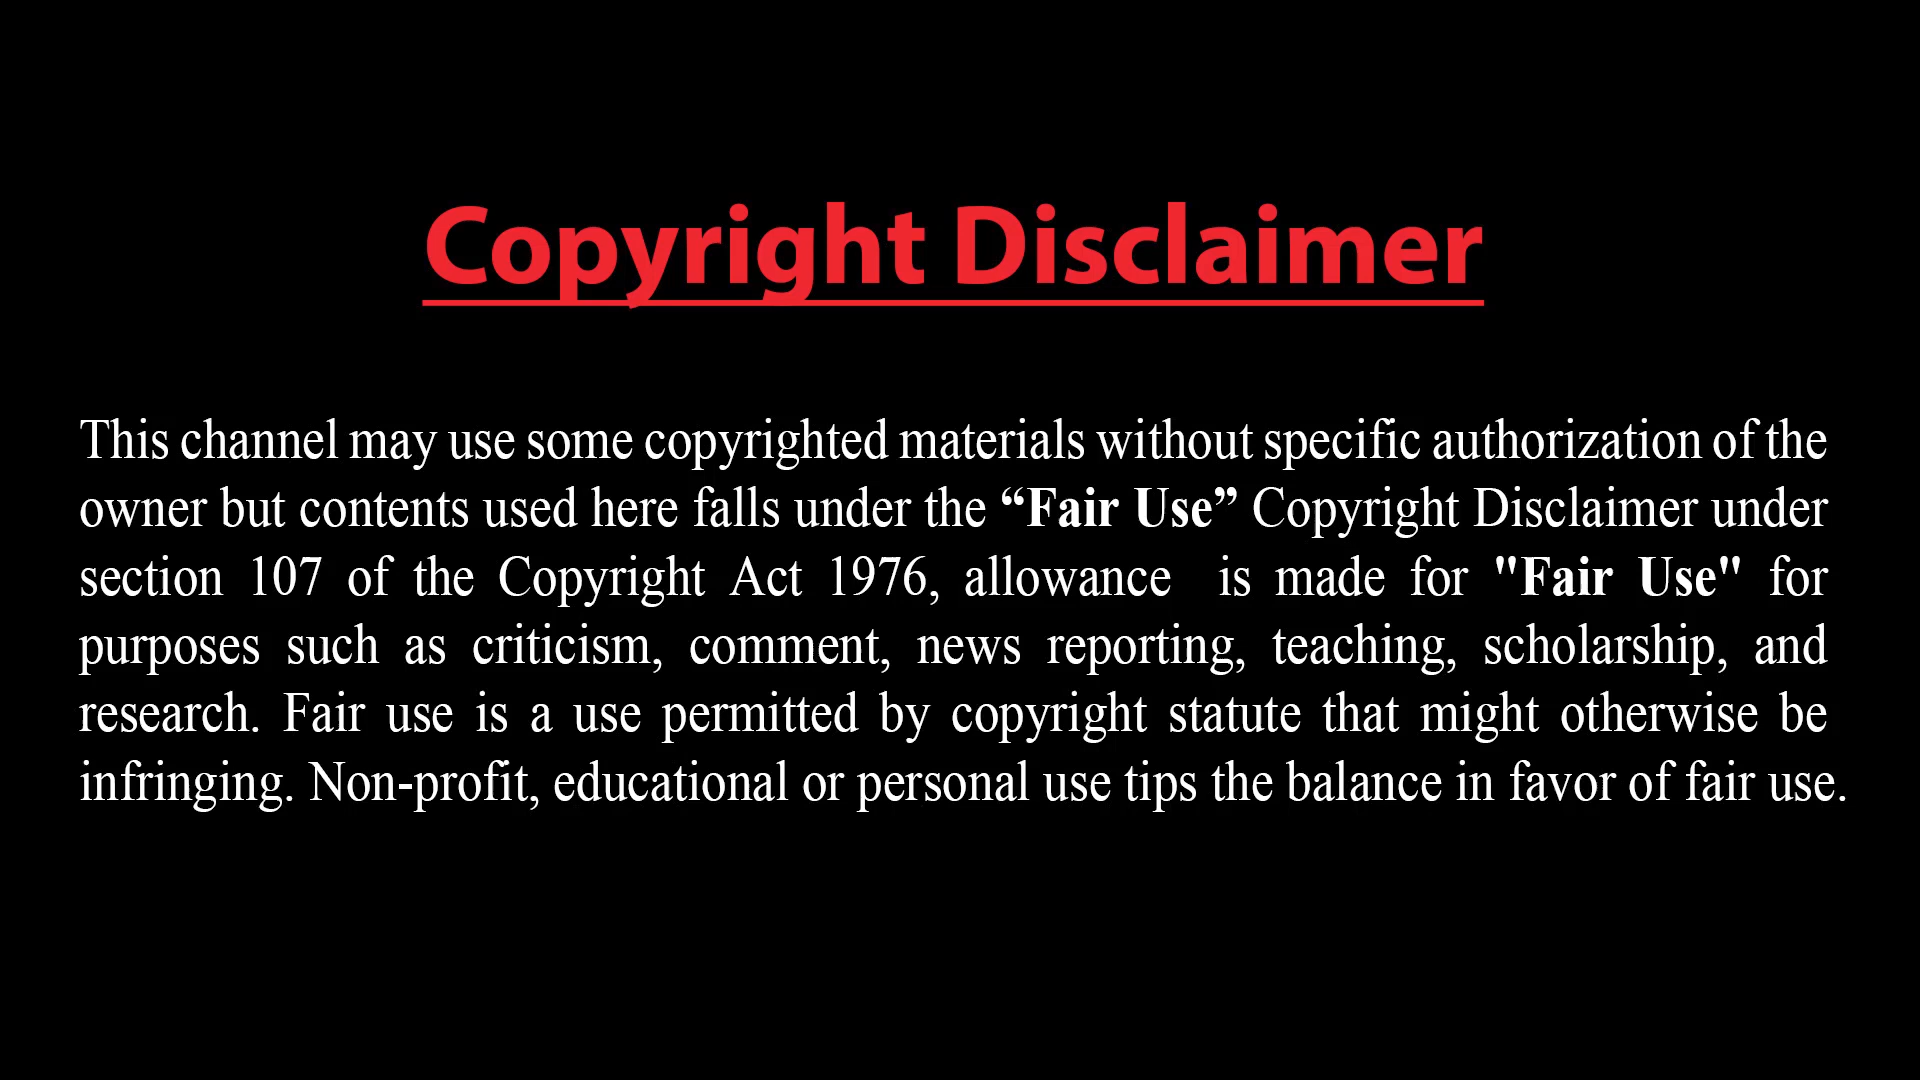 Copyright Disclaimer
This channel may use some copyrighted materials without specific authorization of the
owner but contents used here falls under the “Fair Use” Copyright Disclaimer under
section 107 of the Copyright Act 1976, allowance is made for "Fair Use" for
purposes such as criticism, comment, news reporting, teaching, scholarship, and
research. Fair use is a use permitted by copyright statute that might otherwise be
infringing. Non-profit, educational or personal use tips the balance in favor of fair use.